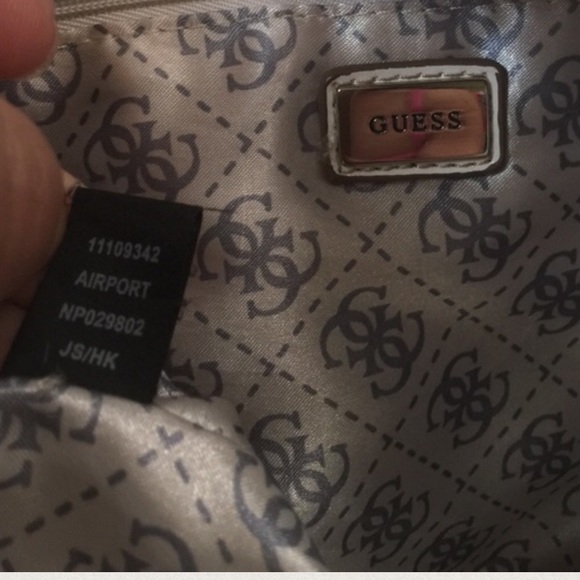 GUESS
11109342
AIRPORT
NP029802
JS/HK